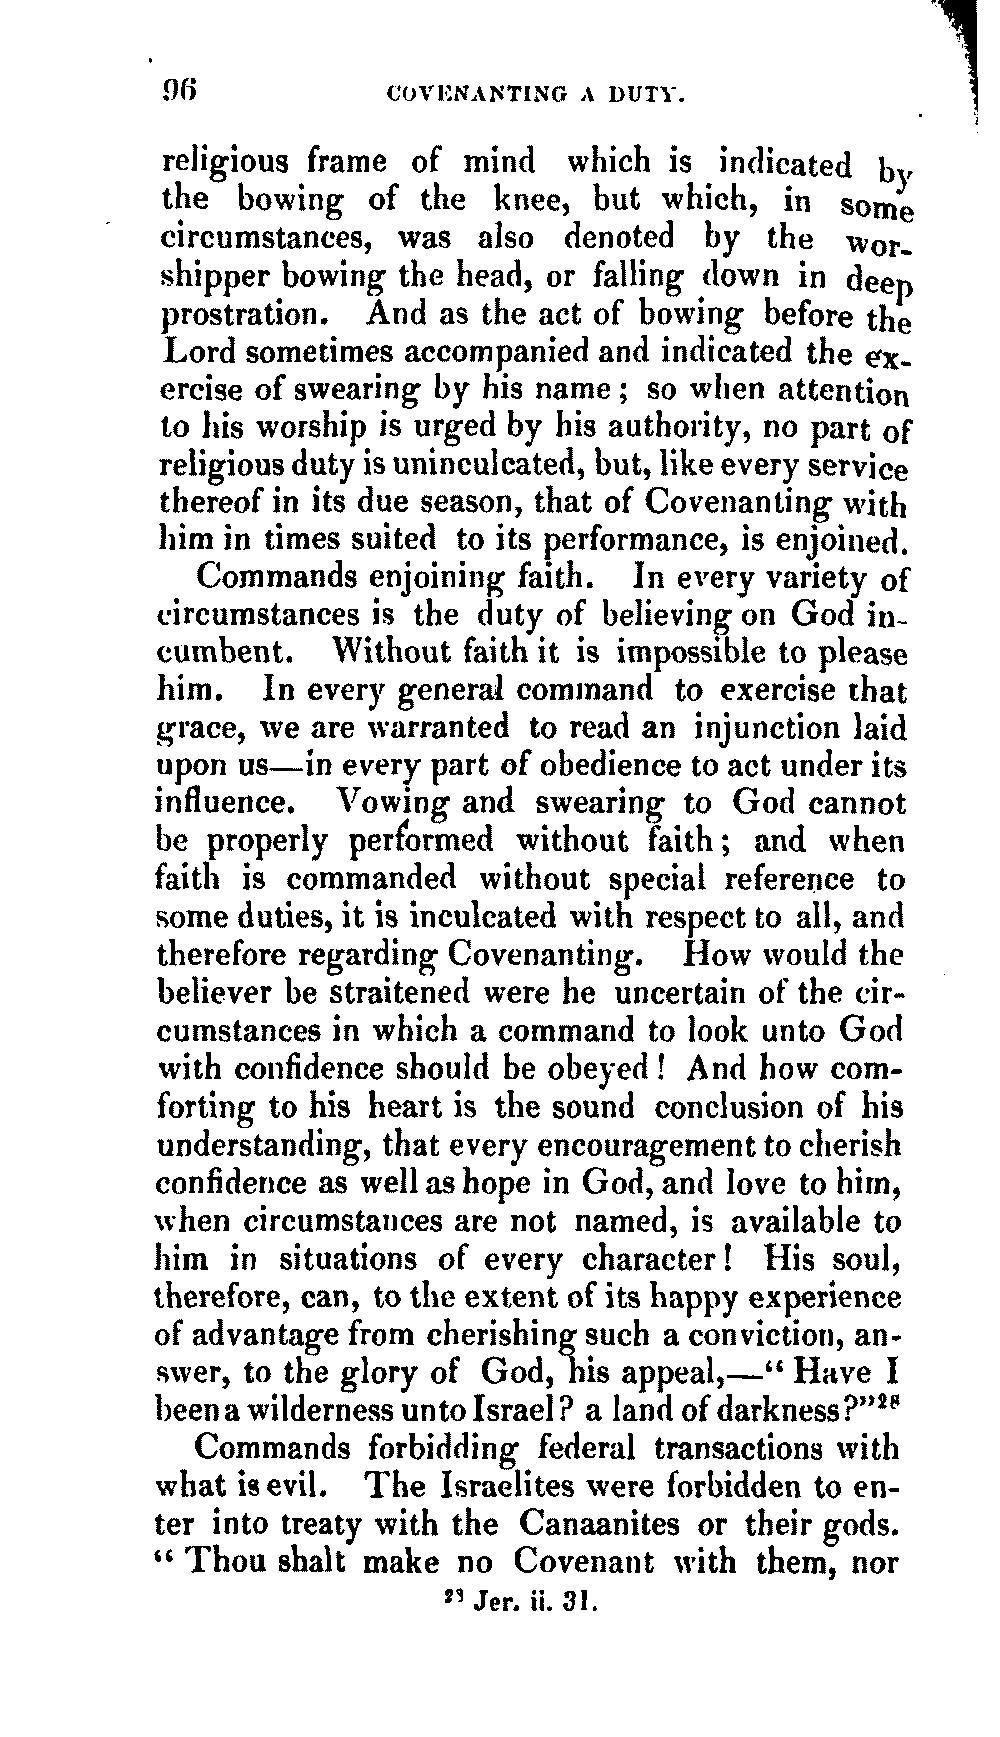 96 COVENANTING A DUTY.
religious frame of mind which is indicated by
the bowing of the knee, but which, in some
circumstances, was also denoted by the wor-
shipper bowing the head, or falling down in deep
prostration. And as the act of bowing before the
Lord sometimes accompanied and indicated the ex-
ercise of swearing by his name; so when attention
to his worship is urged by his authority, no part of
religious duty is uninculcated, but, like every service
thereof in its due season, that of Covenanting with
him in times suited to its performance, is enjoined.
Commands enjoining faith. In every variety of
circumstances is the duty of believing on God in-
cumbent. Without faith it is impossible to please
him. In every general command to exercise that
grace, we are warranted to read an injunction laid
upon us—in every part of obedience to act under its
influence. Vowing and swearing to God cannot
be properly performed without faith; and when
faith is commanded without special reference to
some duties, it is inculcated with respect to all, and
therefore regarding Covenanting. How would the
believer be straitened were he uncertain of the cir-
cumstances in which a command to look unto God
with confidence should be obeyed! And how com-
forting to his heart is the sound conclusion of his
understanding, that every encouragement to cherish
confidence as well as hope in God, and love to him,
when circumstances are not named, is available to
him in situations of every character! His soul,
therefore, can, to the extent of its happy experience
of advantage from cherishing such a conviction, an-
swer, to the glory of God, his appeal,—“Have I
been a wilderness unto Israel? a land of darkness?”²⁸
Commands forbidding federal transactions with
what is evil. The Israelites were forbidden to en-
ter into treaty with the Canaanites or their gods.
“Thou shalt make no Covenant with them, nor
Jer. ii. 31.